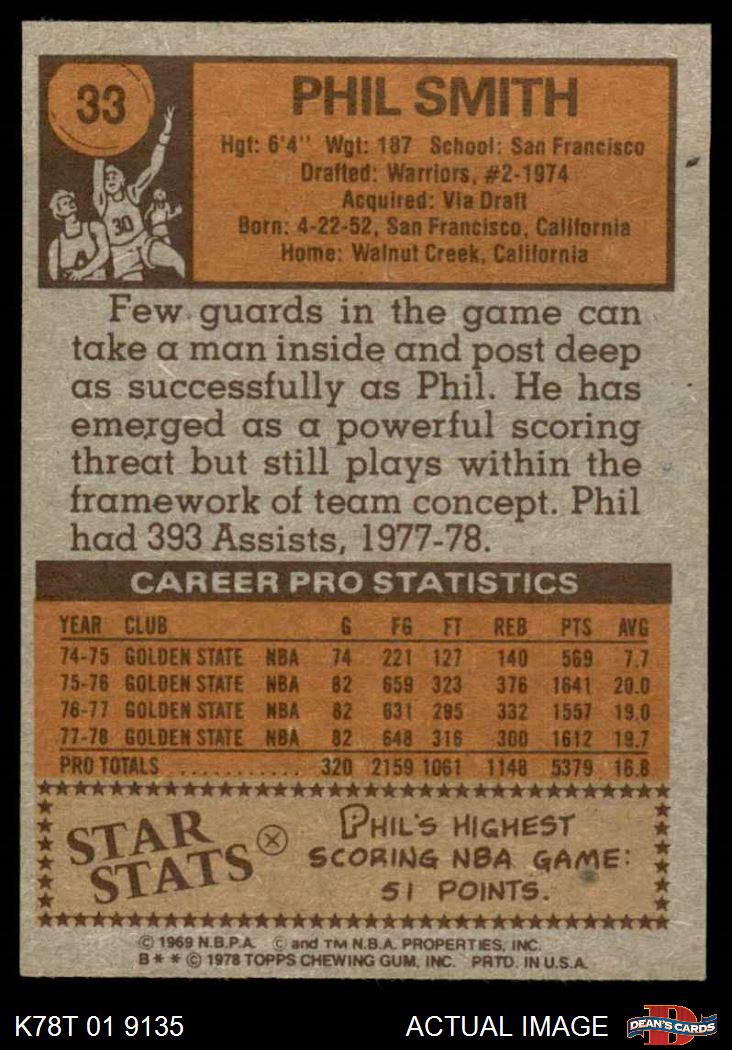 33
PHIL SMITH
Hgt: 6'4" Wgt: 187 School: San Francisco
Drafted: Warriors, #2-1974
Acquired: Via Draft
Born: 4-22-52, San Francisco, California
Home: Walnut Creek, California
30
Few guards in the game can
take a man inside and post deep
as successfully as Phil. He has
emerged as a powerful scoring
threat but still plays within the
framework of team concept. Phil
had 393 Assists, 1977-78.
CAREER PRO STATISTICS
YEAR CLUB G FG FT REB PTS AVG
74-75 GOLDEN STATE NBA 74 221 127 140 569 7.7
75-76 GOLDEN STATE NBA 82 659 323 376 1641 20.0
76-77 GOLDEN STATE NBA 82 631 295 332 1557 19.0
77-78 GOLDEN STATE NBA 82 648 316 300 1612 19.7
PRO TOTALS . . . . . . . . . . . 320 2159 1061 1148 5379 16.8
STAR STATS
PHIL'S HIGHEST
SCORING NBA GAME:
51 POINTS.
© 1969 N.B.P.A. © and TM N.B.A. PROPERTIES, INC.
B * * © 1978 TOPPS CHEWING GUM, INC. PRTD. IN U.S.A.
K78T 01 9135 ACTUAL IMAGE D DEAN'S CARDS